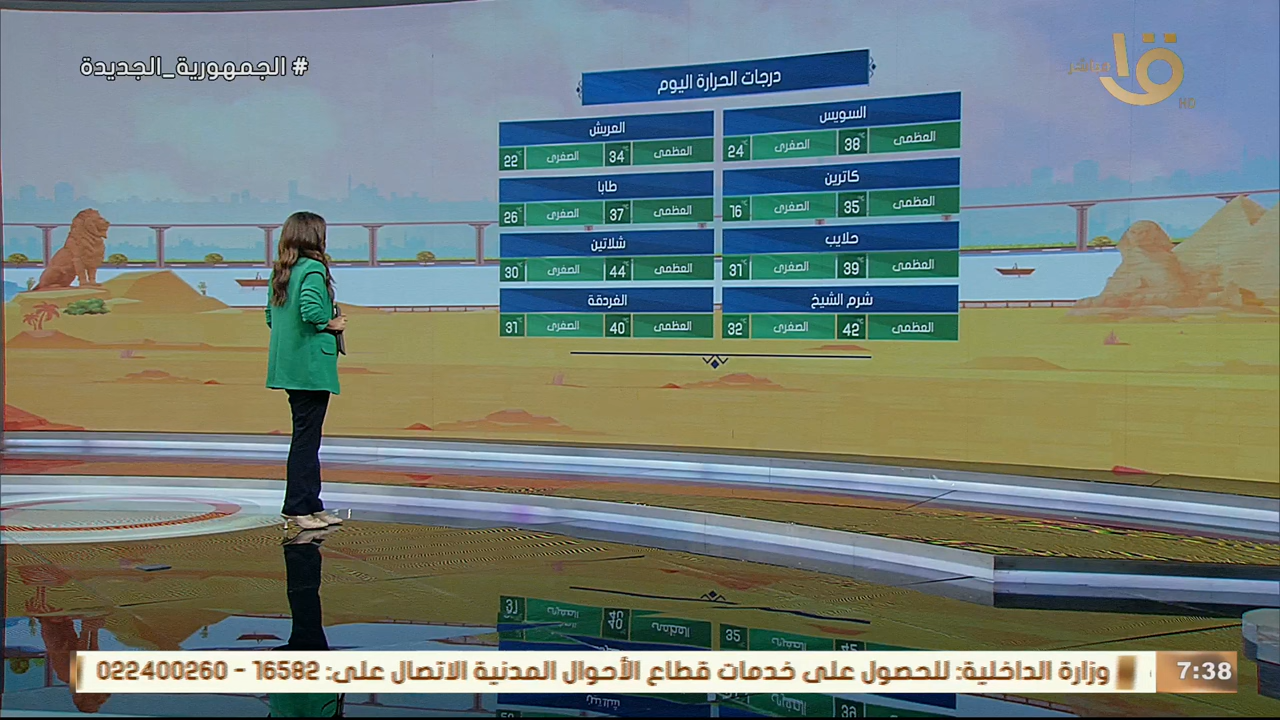 # الجمهورية_الجديدة
مباشر
HD
درجات الحرارة اليوم
السويس
العظمى 38 الصغرى 24
العريش
العظمى 34 الصغرى 22
كاترين
العظمى 35 الصغرى 16
طابا
العظمى 37 الصغرى 26
حلايب
العظمى 39 الصغرى 31
شلاتين
العظمى 44 الصغرى 30
شرم الشيخ
العظمى 42 الصغرى 32
الغردقة
العظمى 40 الصغرى 31
7:38
وزارة الداخلية: للحصول على خدمات قطاع الأحوال المدنية الاتصال على: 16582 - 022400260